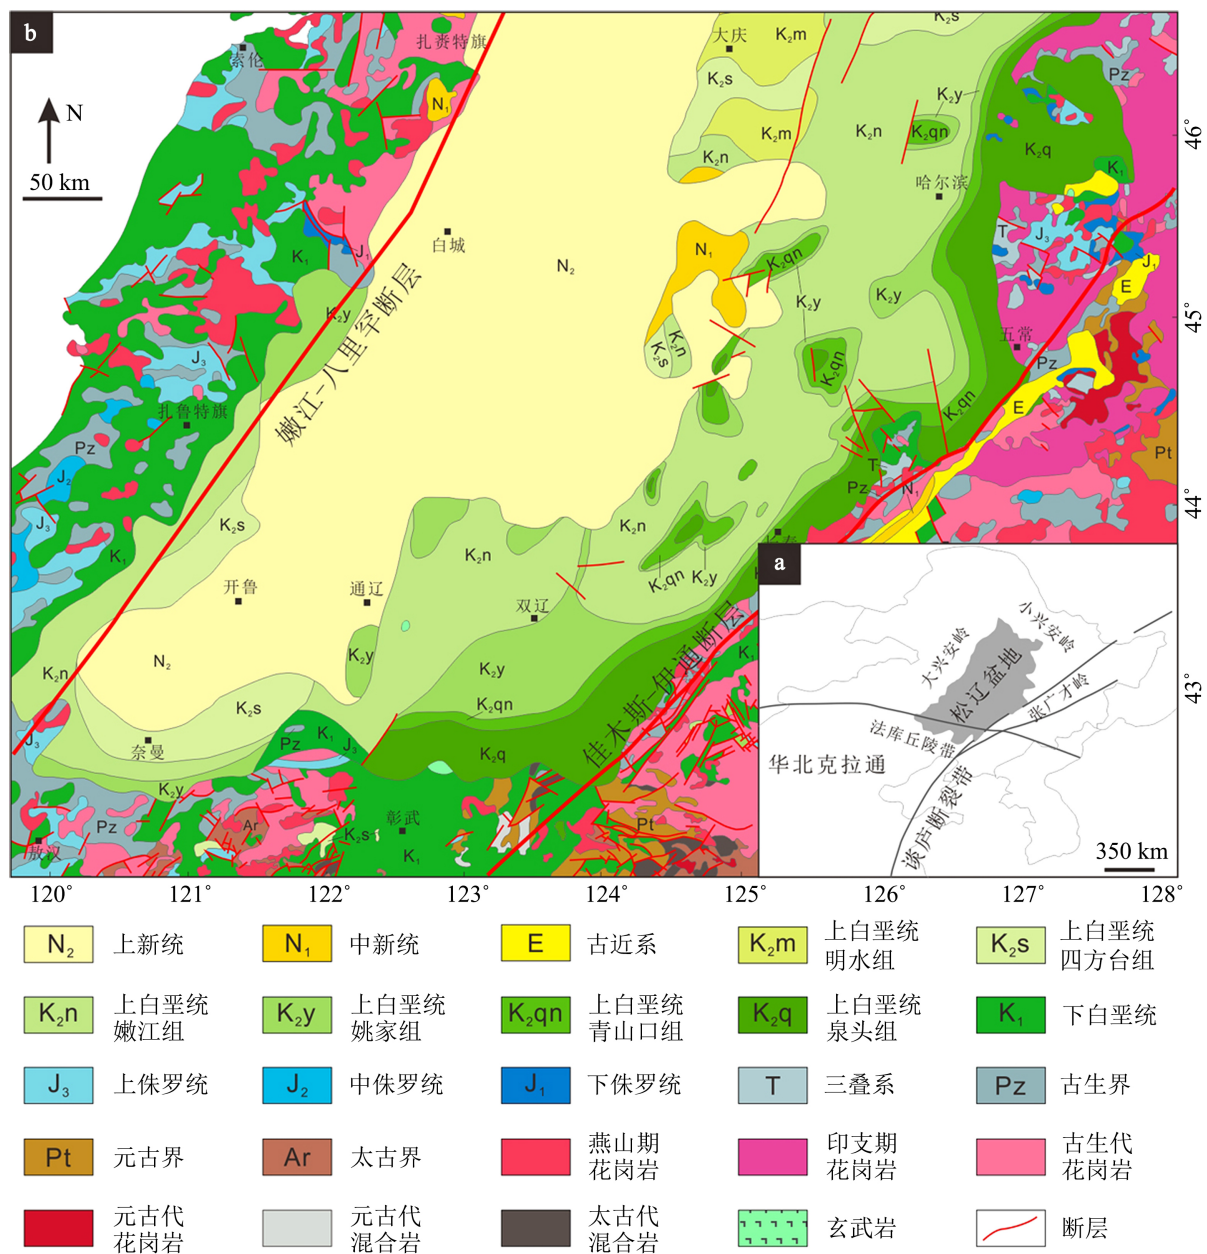 b
N
50 km
索伦
扎赉特旗
N₁
大庆
K₂m
K₂s
K₂s
K₂m
K₂n
K₂n
K₂y
K₂qn
哈尔滨
Pz
K₂q
K₁
46°
白城
N₂
N₁
K₂qn
K₂y
K₂y
T
J₃
J₁
E
K₁
J₁
K₂y
嫩江-八里罕断层
45°
五常
Pz
K₂n
K₂s
K₂qn
K₂qn
E
J₃
扎鲁特旗
Pz
J₂
J₃
K₁
K₂s
T
Pz
N₁
Pt
44°
K₂n
K₂n
K₂qn
K₂y
开鲁
通辽
双辽
N₂
K₂n
K₂y
K₂y
K₂s
K₂qn
K₂q
佳木斯-伊通断层
K₁
43°
J₃
奈曼
Pz
K₁
J₃
K₂y
Pz
Ar
K₂s
彰武
K₁
Pt
敖汉
a
大兴安岭
小兴安岭
松辽盆地
张广才岭
法库丘陵带
华北克拉通
郯庐断裂带
350 km
120°
121°
122°
123°
124°
125°
126°
127°
128°
N₂ 上新统
N₁ 中新统
E 古近系
K₂m 上白垩统
明水组
K₂s 上白垩统
四方台组
K₂n 上白垩统
嫩江组
K₂y 上白垩统
姚家组
K₂qn 上白垩统
青山口组
K₂q 上白垩统
泉头组
K₁ 下白垩统
J₃ 上侏罗统
J₂ 中侏罗统
J₁ 下侏罗统
T 三叠系
Pz 古生界
Pt 元古界
Ar 太古界
燕山期
花岗岩
印支期
花岗岩
古生代
花岗岩
元古代
花岗岩
元古代
混合岩
太古代
混合岩
玄武岩
断层